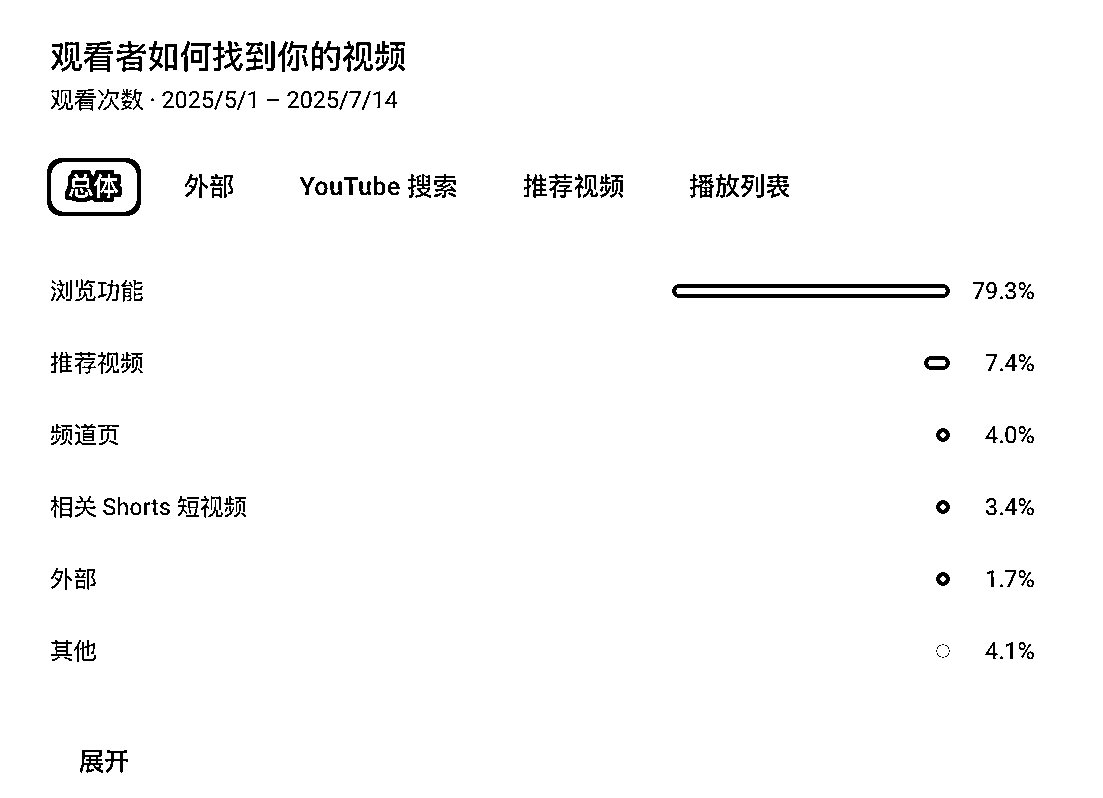 观看者如何找到你的视频
观看次数 · 2025/5/1 – 2025/7/14
总体 外部 YouTube 搜索 推荐视频 播放列表
浏览功能 79.3%
推荐视频 7.4%
频道页 4.0%
相关 Shorts 短视频 3.4%
外部 1.7%
其他 4.1%
展开